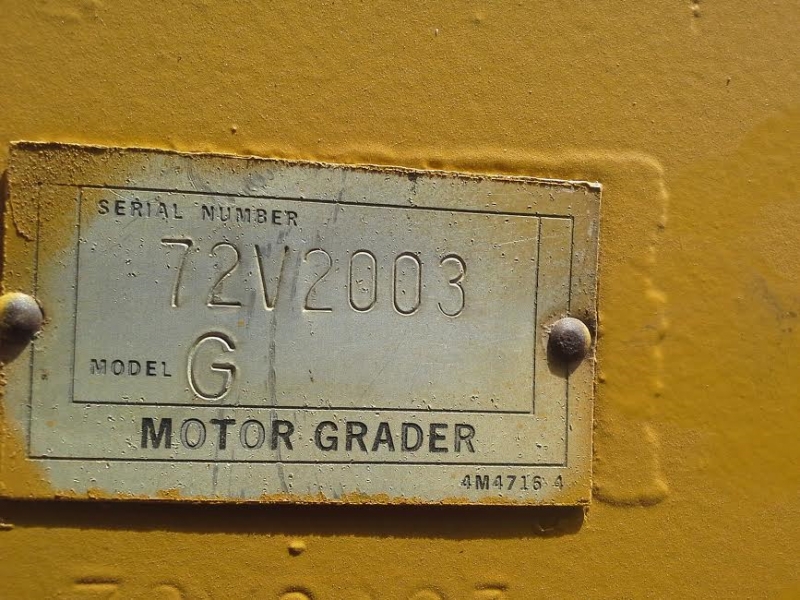 SERIAL NUMBER
72V2003
MODEL G
MOTOR GRADER
4M4716 4